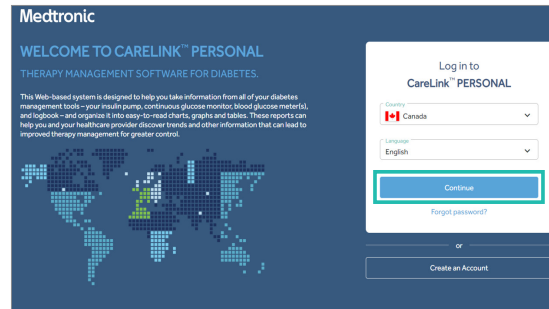 Medtronic
WELCOME TO CARELINK™ PERSONAL
THERAPY MANAGEMENT SOFTWARE FOR DIABETES.
This Web-based system is designed to help you take information from all of your diabetes
management tools – your insulin pump, continuous glucose monitor, blood glucose meter(s),
and logbook – and organize it into easy-to-read charts, graphs and tables. These reports can
help you and your healthcare provider discover trends and other information that can lead to
improved therapy management for greater control.
Log in to
CareLink™ PERSONAL
Country
Canada
Language
English
Continue
Forgot password?
or
Create an Account